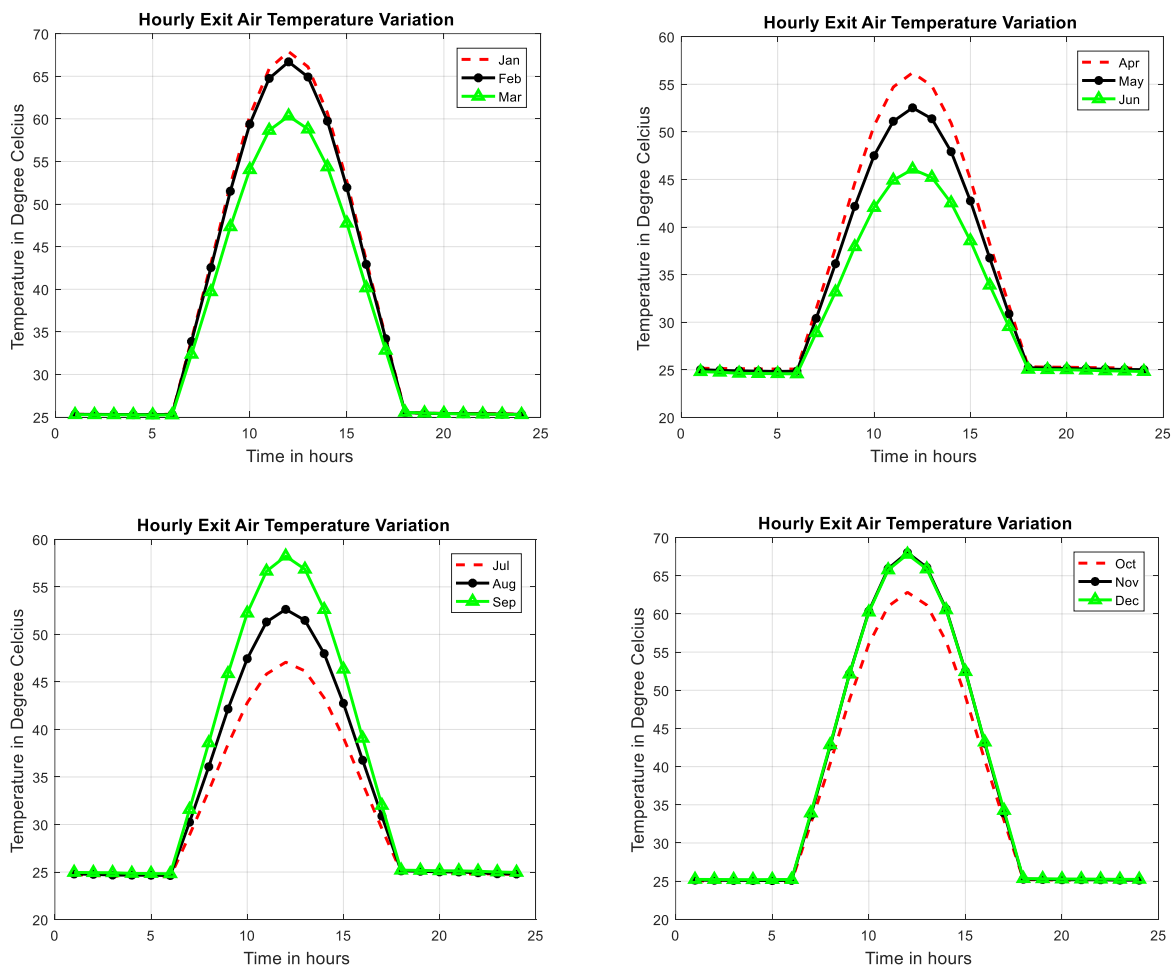 Hourly Exit Air Temperature Variation
Temperature in Degree Celcius
70
65
60
55
50
45
40
35
30
25
Jan
Feb
Mar
0 5 10 15 20 25
Time in hours
Hourly Exit Air Temperature Variation
Temperature in Degree Celcius
60
55
50
45
40
35
30
25
20
Apr
May
Jun
0 5 10 15 20 25
Time in hours
Hourly Exit Air Temperature Variation
Temperature in Degree Celcius
60
55
50
45
40
35
30
25
20
Jul
Aug
Sep
0 5 10 15 20 25
Time in hours
Hourly Exit Air Temperature Variation
Temperature in Degree Celcius
70
65
60
55
50
45
40
35
30
25
20
Oct
Nov
Dec
0 5 10 15 20 25
Time in hours